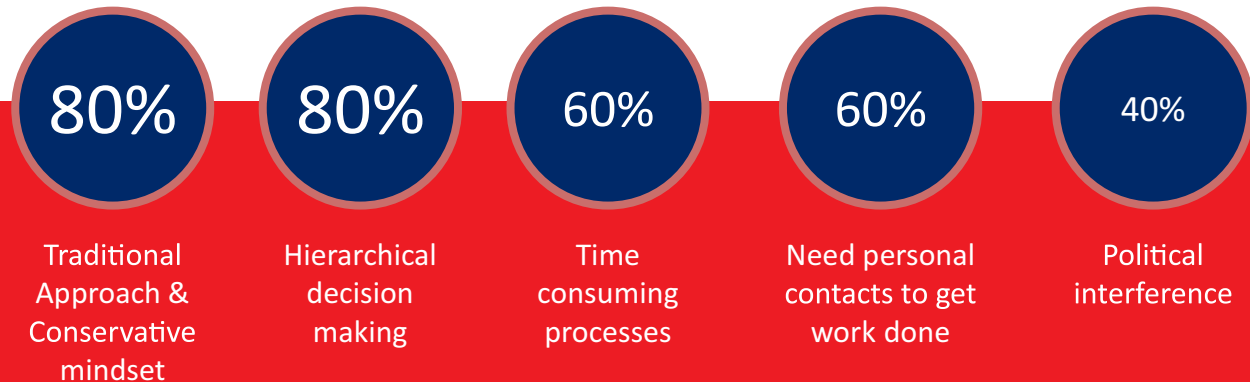 80%
80%
60%
60%
40%
Traditional
Approach &
Conservative
mindset
Hierarchical
decision
making
Time
consuming
processes
Need personal
contacts to get
work done
Political
interference